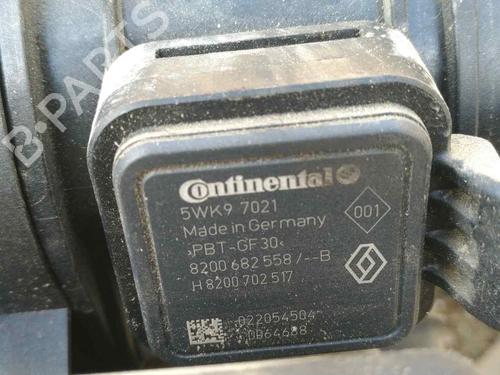 B-PARTS
Continental
5WK9 7021
Made in Germany
001
>PBT-GF30<
8200 682 558 /--B
H 8200 702 517
022054504